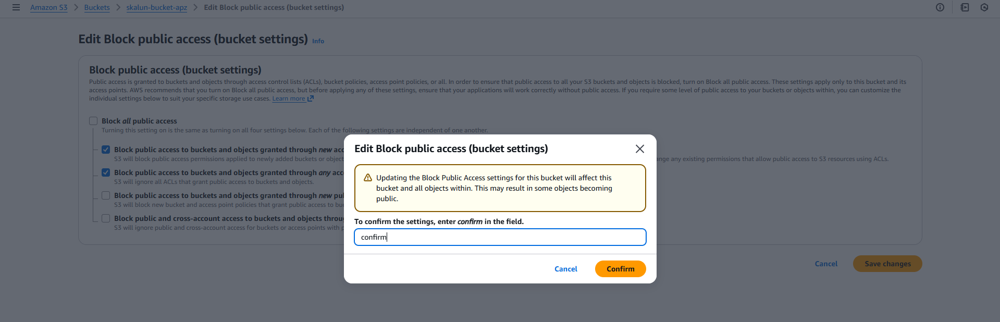 Amazon S3 > Buckets > skalun-bucket-apz > Edit Block public access (bucket settings)
Edit Block public access (bucket settings) Info
Block public access (bucket settings)
Public access is granted to buckets and objects through access control lists (ACLs), bucket policies, access point policies, or all. In order to ensure that public access to all your S3 buckets and objects is blocked, turn on Block all public access. These settings apply only to this bucket and its
access points. AWS recommends that you turn on Block all public access, but before applying any of these settings, ensure that your applications will work correctly without public access. If you require some level of public access to your buckets or objects within, you can customize the
individual settings below to suit your specific storage use cases. Learn more
Block all public access
Turning this setting on is the same as turning on all four settings below. Each of the following settings are independent of one another.
Block public access to buckets and objects granted through new acc
S3 will block public access permissions applied to newly added buckets or object
nge any existing permissions that allow public access to S3 resources using ACLs.
Block public access to buckets and objects granted through any acce
S3 will ignore all ACLs that grant public access to buckets and objects.
Block public access to buckets and objects granted through new pul
S3 will block new bucket and access point policies that grant public access to bu
Block public and cross-account access to buckets and objects throu
S3 will ignore public and cross-account access for buckets or access points with p
Cancel Save changes
Edit Block public access (bucket settings)
Updating the Block Public Access settings for this bucket will affect this
bucket and all objects within. This may result in some objects becoming
public.
To confirm the settings, enter confirm in the field.
confirm
Cancel Confirm